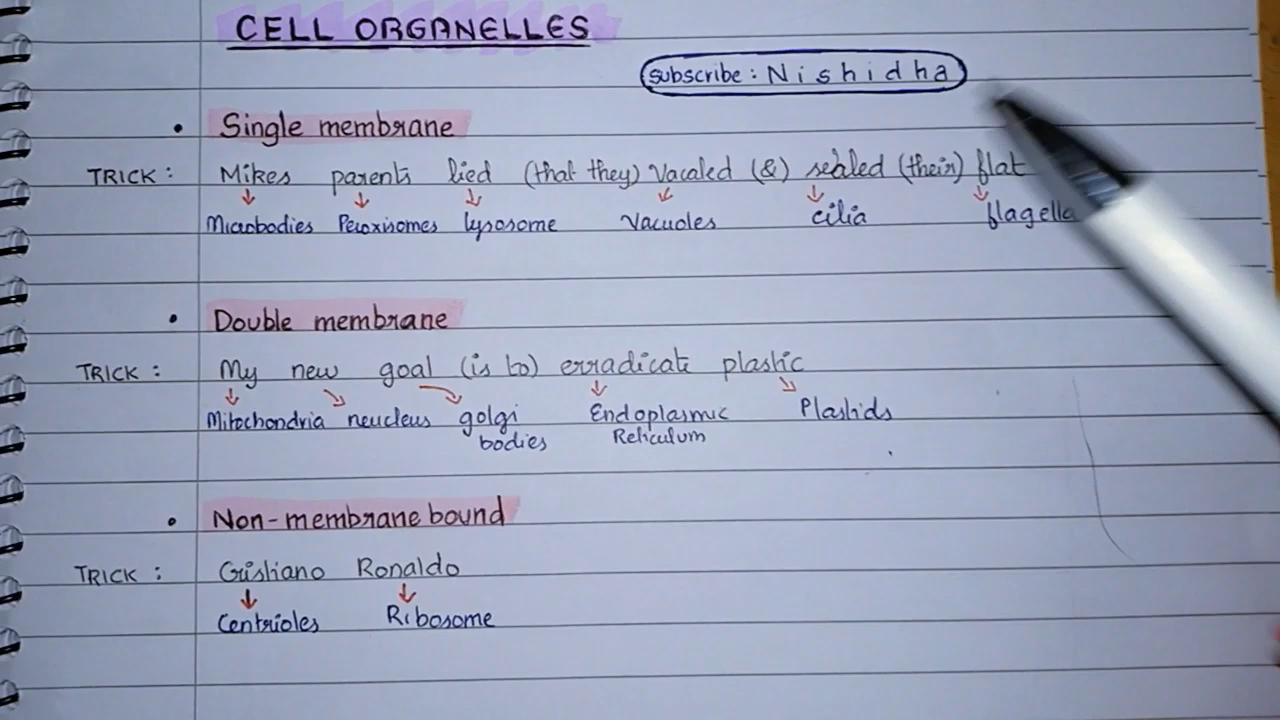 CELL ORGANELLES
subscribe: Nishidha
• Single membrane
TRICK: Mikes parents lied (that they) Vacaled (&) sealed (their) flat
Microbodies Peroxisomes lysosome Vacuoles cilia flagella
• Double membrane
TRICK: My new goal (is to) erradicate plastic
Mitochondria neucleus golgi bodies Endoplasmic Reticulum Plastids
• Non-membrane bound
TRICK: Cristiano Ronaldo
Centrioles Ribosome